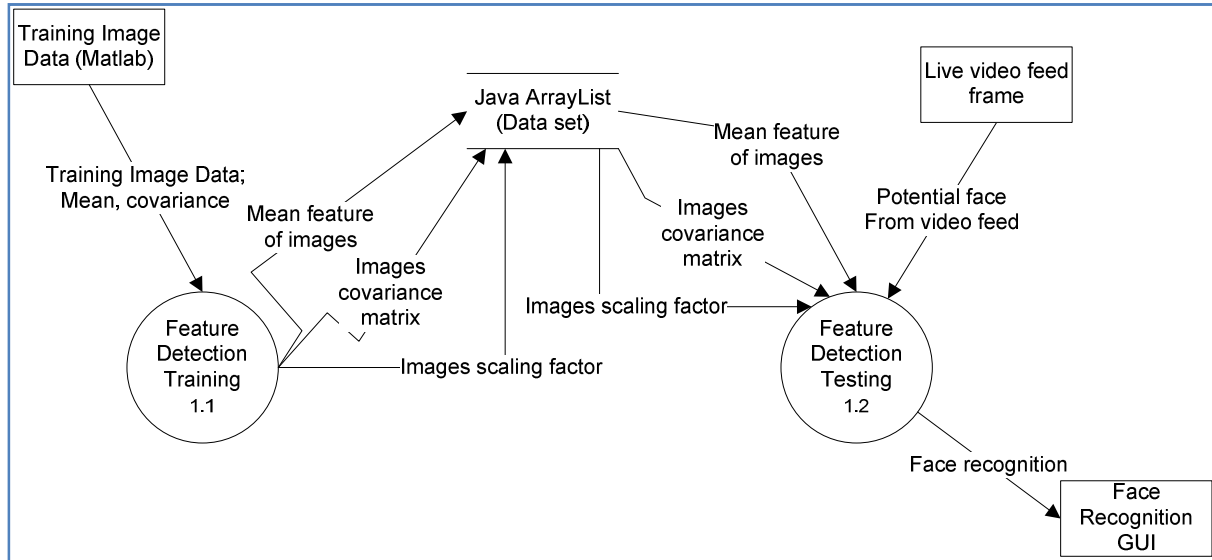 Training Image
Data (Matlab)
Java ArrayList
(Data set)
Live video feed
frame
Training Image Data;
Mean, covariance
Mean feature
of images
Images
covariance
matrix
Images scaling factor
Mean feature
of images
Images
covariance
matrix
Images scaling factor
Potential face
From video feed
Feature
Detection
Training
1.1
Feature
Detection
Testing
1.2
Face recognition
Face
Recognition
GUI